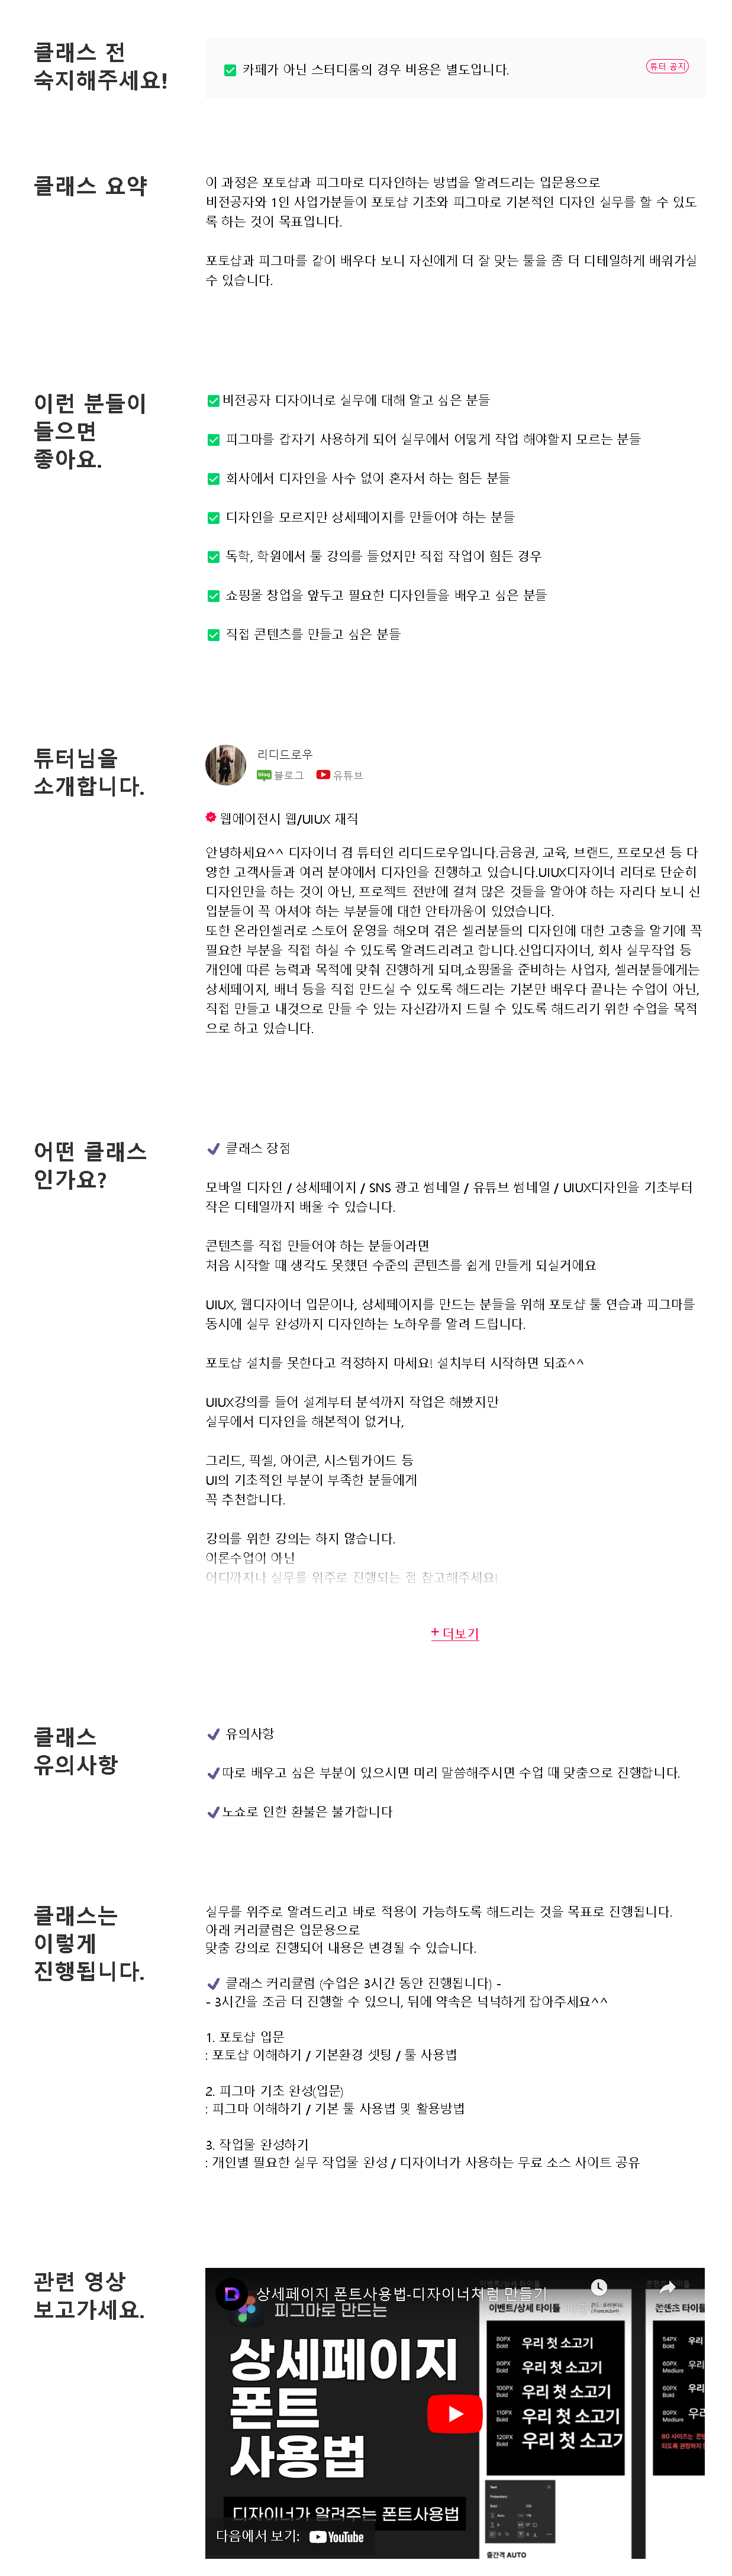 클래스 전
숙지해주세요!
✅ 카페가 아닌 스터디룸의 경우 비용은 별도입니다.
튜터 공지
클래스 요약
이 과정은 포토샵과 피그마로 디자인하는 방법을 알려드리는 입문용으로
비전공자와 1인 사업가분들이 포토샵 기초와 피그마로 기본적인 디자인 실무를 할 수 있도
록 하는 것이 목표입니다.
포토샵과 피그마를 같이 배우다 보니 자신에게 더 잘 맞는 툴을 좀 더 디테일하게 배워가실
수 있습니다.
이런 분들이
들으면
좋아요.
✅비전공자 디자이너로 실무에 대해 알고 싶은 분들
✅ 피그마를 갑자기 사용하게 되어 실무에서 어떻게 작업 해야할지 모르는 분들
✅ 회사에서 디자인을 사수 없이 혼자서 하는 힘든 분들
✅ 디자인을 모르지만 상세페이지를 만들어야 하는 분들
✅ 독학, 학원에서 툴 강의를 들었지만 직접 작업이 힘든 경우
✅ 쇼핑몰 창업을 앞두고 필요한 디자인들을 배우고 싶은 분들
✅ 직접 콘텐츠를 만들고 싶은 분들
튜터님을
소개합니다.
리디드로우
blog 블로그 유튜브
웹에이전시 웹/UIUX 재직
안녕하세요^^ 디자이너 겸 튜터인 리디드로우입니다.금융권, 교육, 브랜드, 프로모션 등 다
양한 고객사들과 여러 분야에서 디자인을 진행하고 있습니다.UIUX디자이너 리더로 단순히
디자인만을 하는 것이 아닌, 프로젝트 전반에 걸쳐 많은 것들을 알아야 하는 자리다 보니 신
입분들이 꼭 아셔야 하는 부분들에 대한 안타까움이 있었습니다.
또한 온라인셀러로 스토어 운영을 해오며 겪은 셀러분들의 디자인에 대한 고충을 알기에 꼭
필요한 부분을 직접 하실 수 있도록 알려드리려고 합니다.신입디자이너, 회사 실무작업 등
개인에 따른 능력과 목적에 맞춰 진행하게 되며,쇼핑몰을 준비하는 사업자, 셀러분들에게는
상세페이지, 배너 등을 직접 만드실 수 있도록 해드리는 기본만 배우다 끝나는 수업이 아닌,
직접 만들고 내것으로 만들 수 있는 자신감까지 드릴 수 있도록 해드리기 위한 수업을 목적
으로 하고 있습니다.
어떤 클래스
인가요?
✔ 클래스 장점
모바일 디자인 / 상세페이지 / SNS 광고 썸네일 / 유튜브 썸네일 / UIUX디자인을 기초부터
작은 디테일까지 배울 수 있습니다.
콘텐츠를 직접 만들어야 하는 분들이라면
처음 시작할 때 생각도 못했던 수준의 콘텐츠를 쉽게 만들게 되실거에요
UIUX, 웹디자이너 입문이나, 상세페이지를 만드는 분들을 위해 포토샵 툴 연습과 피그마를
동시에 실무 완성까지 디자인하는 노하우를 알려 드립니다.
포토샵 설치를 못한다고 걱정하지 마세요! 설치부터 시작하면 되죠^^
UIUX강의를 들어 설계부터 분석까지 작업은 해봤지만
실무에서 디자인을 해본적이 없거나,
그리드, 픽셀, 아이콘, 시스템가이드 등
UI의 기초적인 부분이 부족한 분들에게
꼭 추천합니다.
강의를 위한 강의는 하지 않습니다.
이론수업이 아닌
어디까지나 실무를 위주로 진행되는 점 참고해주세요!
+ 더보기
클래스
유의사항
✔ 유의사항
✔따로 배우고 싶은 부분이 있으시면 미리 말씀해주시면 수업 때 맞춤으로 진행합니다.
✔노쇼로 인한 환불은 불가합니다
클래스는
이렇게
진행됩니다.
실무를 위주로 알려드리고 바로 적용이 가능하도록 해드리는 것을 목표로 진행됩니다.
아래 커리큘럼은 입문용으로
맞춤 강의로 진행되어 내용은 변경될 수 있습니다.
✔ 클래스 커리큘럼 (수업은 3시간 동안 진행됩니다) -
- 3시간을 조금 더 진행할 수 있으니, 뒤에 약속은 넉넉하게 잡아주세요^^
1. 포토샵 입문
: 포토샵 이해하기 / 기본환경 셋팅 / 툴 사용법
2. 피그마 기초 완성(입문)
: 피그마 이해하기 / 기본 툴 사용법 및 활용방법
3. 작업물 완성하기
: 개인별 필요한 실무 작업물 완성 / 디자이너가 사용하는 무료 소스 사이트 공유
관련 영상
보고가세요.
상세페이지 폰트사용법-디자이너처럼 만들기
피그마로 만드는
상세페이지
폰트
사용법
디자이너가 알려주는 폰트사용법
다음에서 보기: YouTube
이벤트/상세 타이틀
80PX Bold 우리 첫 소고기
90PX Bold 우리 첫 소고기
100PX Bold 우리 첫 소고기
110PX Bold 우리 첫 소고기
120PX Bold 우리 첫 소고기
줄간격 AUTO
콘텐츠 타이틀
54PX Bold 우리
60PX Medium 우리
60PX Bold 우리
80PX Medium 우리